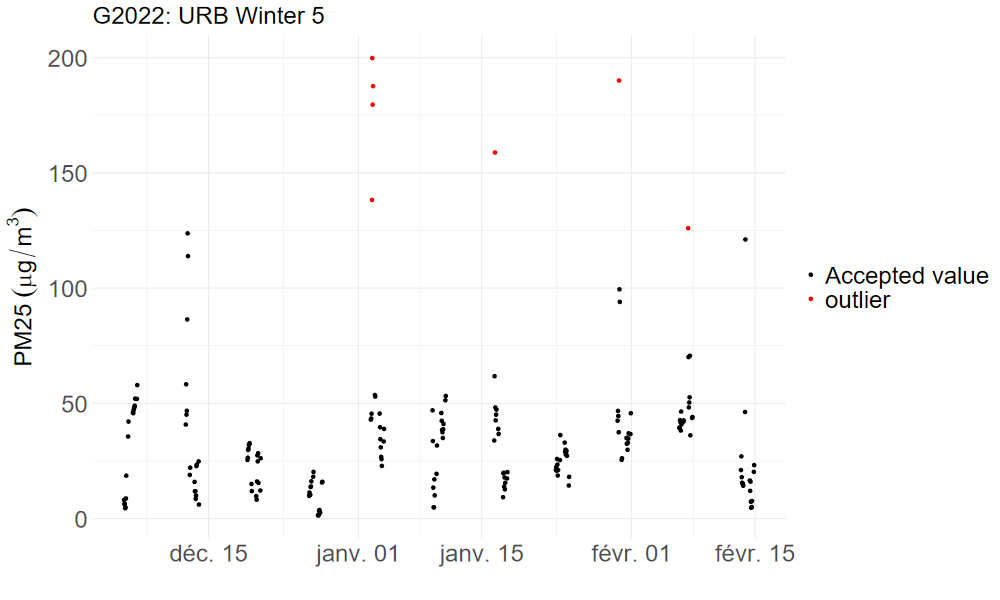 G2022: URB Winter 5
200
150
100
50
0
PM25 (μg/m³)
déc. 15
janv. 01
janv. 15
févr. 01
févr. 15
Accepted value
outlier